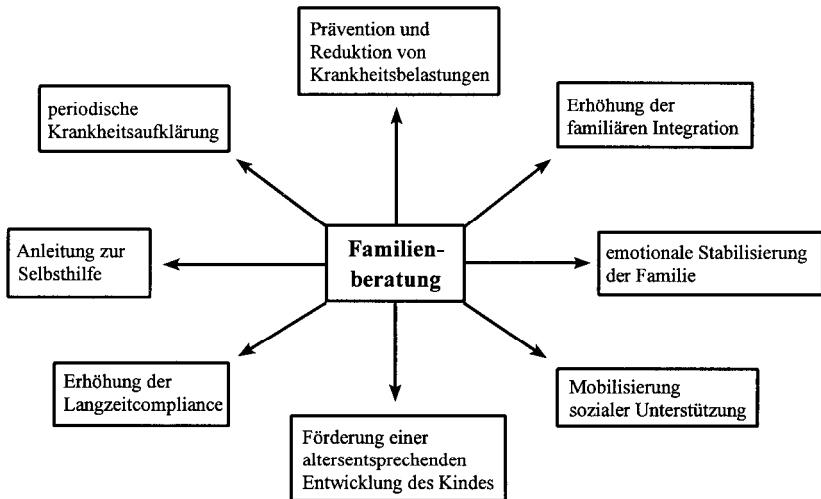 Prävention und
Reduktion von
Krankheitsbelastungen
periodische
Krankheitsaufklärung
Erhöhung der
familiären Integration
Anleitung zur
Selbsthilfe
Familien-
beratung
emotionale Stabilisierung
der Familie
Erhöhung der
Langzeitcompliance
Mobilisierung
sozialer Unterstützung
Förderung einer
altersentsprechenden
Entwicklung des Kindes